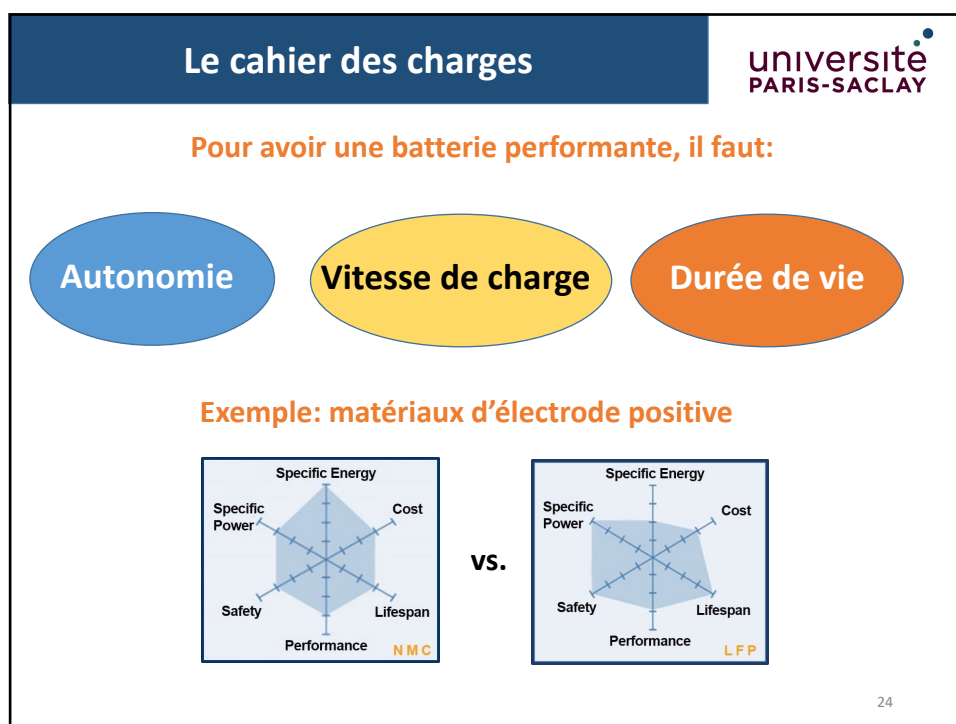 Le cahier des charges
université
PARIS-SACLAY
Pour avoir une batterie performante, il faut:
Autonomie
Vitesse de charge
Durée de vie
Exemple: matériaux d'électrode positive
Specific Energy
Specific
Power
Cost
Safety
Lifespan
Performance
NMC
vs.
Specific Energy
Specific
Power
Cost
Safety
Lifespan
Performance
LFP
24